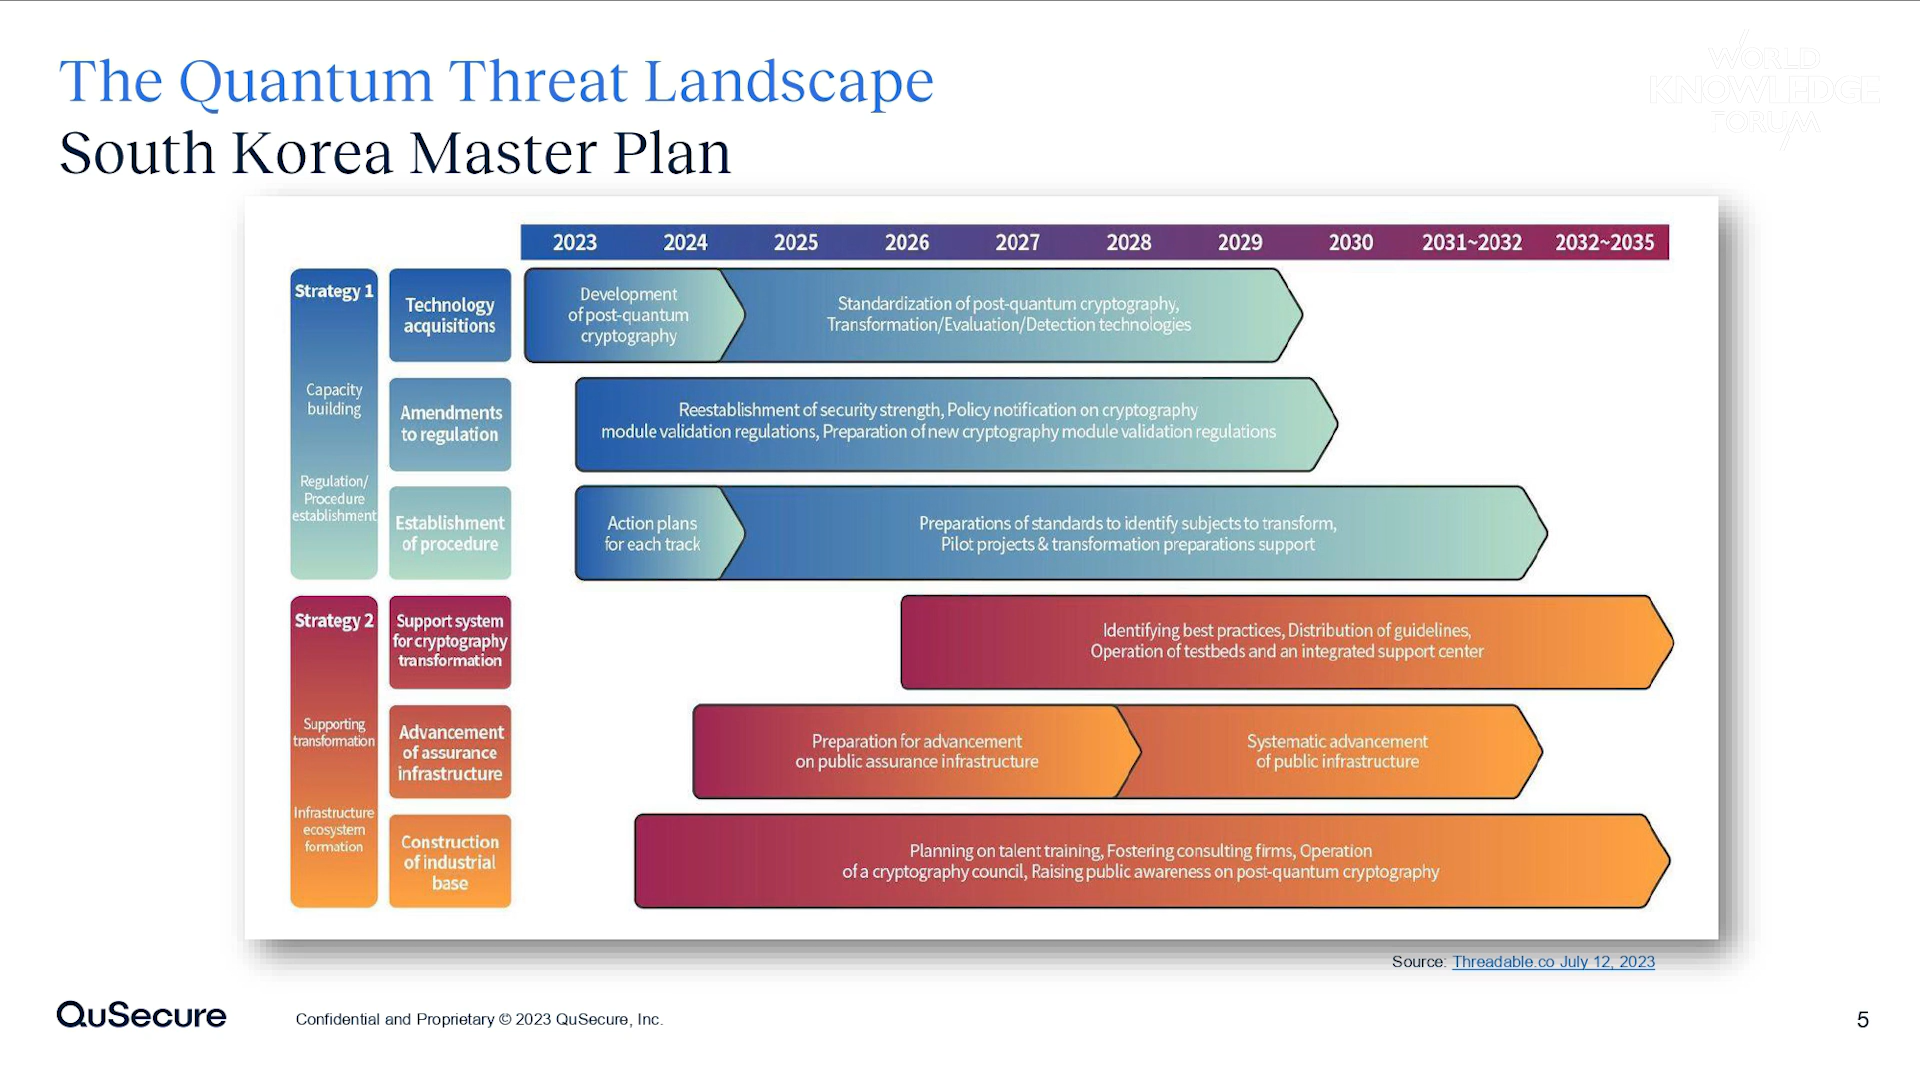 The Quantum Threat Landscape
South Korea Master Plan
WORLD
KNOWLEDGE
FORUM
2023 2024 2025 2026 2027 2028 2029 2030 2031~2032 2032~2035
Strategy 1
Capacity
building
Regulation/
Procedure
establishment
Technology
acquisitions
Development
of post-quantum
cryptography
Standardization of post-quantum cryptography,
Transformation/Evaluation/Detection technologies
Amendments
to regulation
Reestablishment of security strength, Policy notification on cryptography
module validation regulations, Preparation of new cryptography module validation regulations
Establishment
of procedure
Action plans
for each track
Preparations of standards to identify subjects to transform,
Pilot projects & transformation preparations support
Strategy 2
Supporting
transformation
Infrastructure
ecosystem
formation
Support system
for cryptography
transformation
Identifying best practices, Distribution of guidelines,
Operation of testbeds and an integrated support center
Advancement
of assurance
infrastructure
Preparation for advancement
on public assurance infrastructure
Systematic advancement
of public infrastructure
Construction
of industrial
base
Planning on talent training, Fostering consulting firms, Operation
of a cryptography council, Raising public awareness on post-quantum cryptography
Source: Threadable.co July 12, 2023
QuSecure
Confidential and Proprietary © 2023 QuSecure, Inc.
5